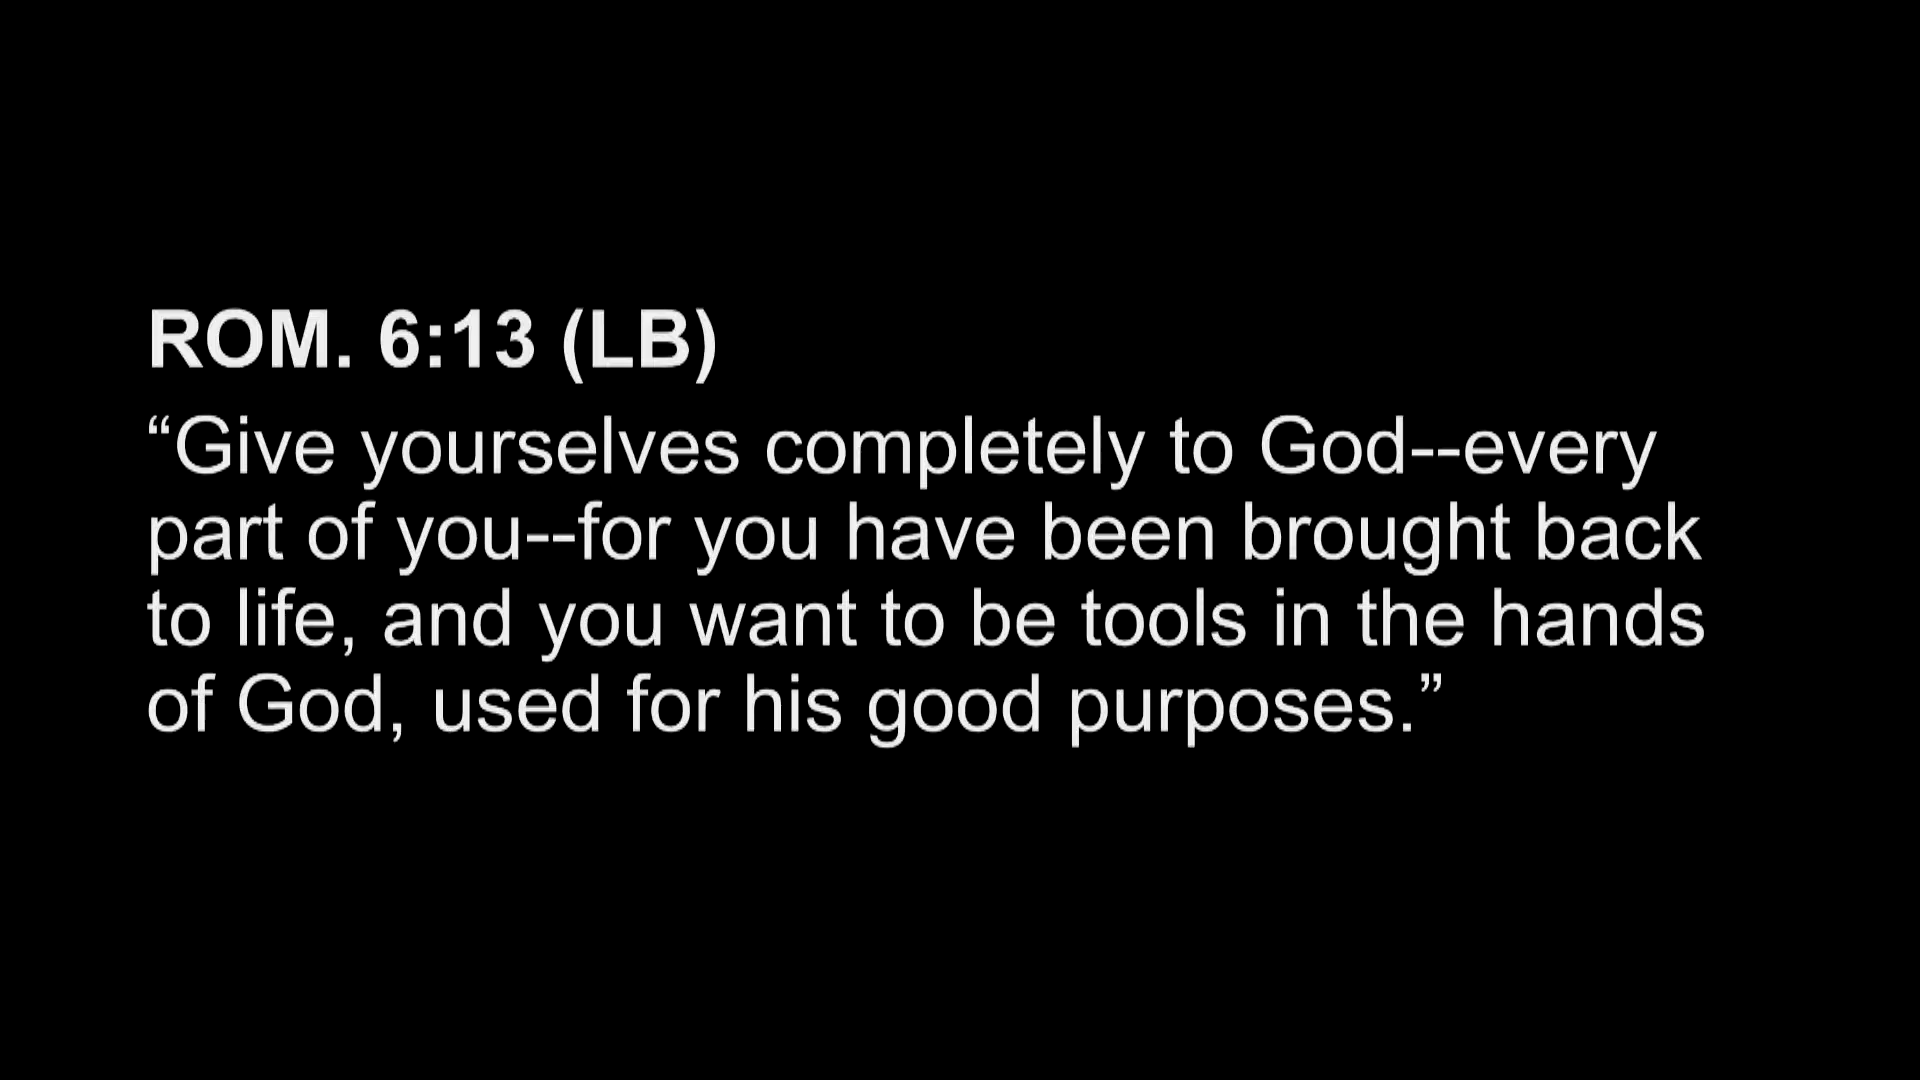 ROM. 6:13 (LB)
“Give yourselves completely to God--every
part of you--for you have been brought back
to life, and you want to be tools in the hands
of God, used for his good purposes.”